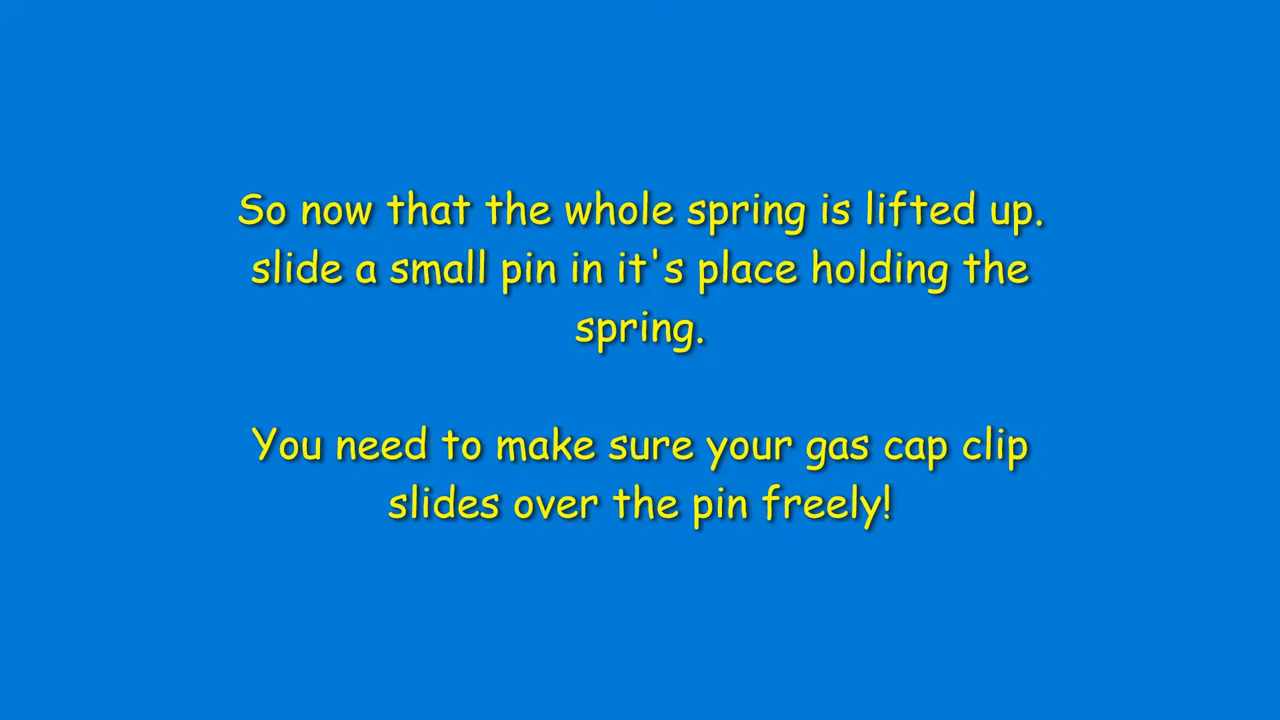 So now that the whole spring is lifted up.
slide a small pin in it's place holding the
spring.
You need to make sure your gas cap clip
slides over the pin freely!